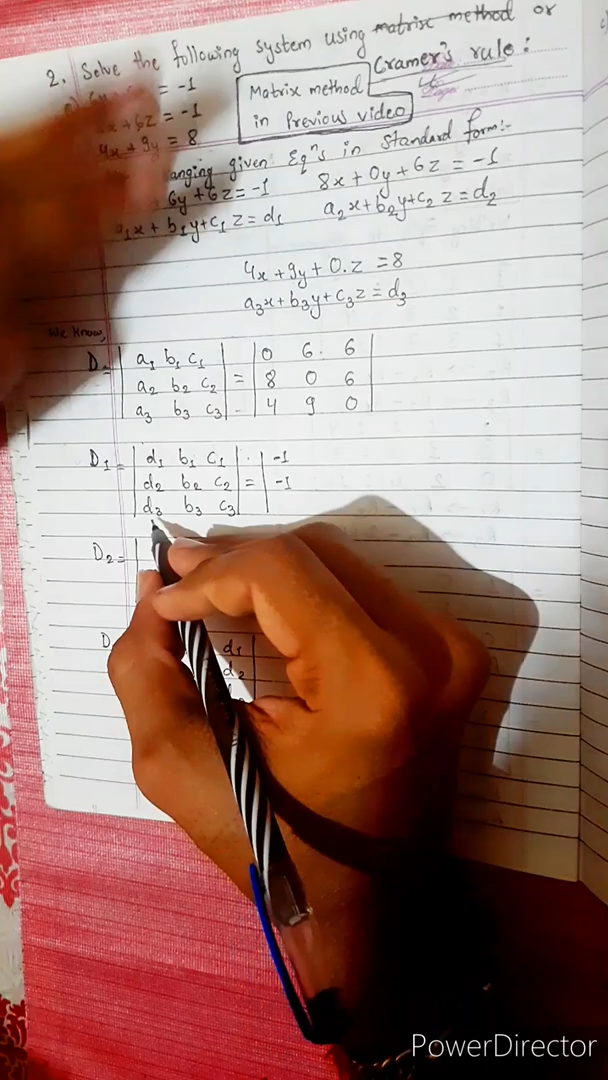 2. Solve the following system using matrix method or
Cramer's rule:
= -1
x + 6z = -1
4x + 9y = 8
Matrix method
in Previous video
anging given Eqⁿs in standard form:-
6y + 6z = -1 8x + 0y + 6z = -1
a₁x + b₁y + c₁z = d₁ a₂x + b₂y + c₂z = d₂
4x + 9y + 0.z = 8
a₃x + b₃y + c₃z = d₃
We know,
D = | a₁ b₁ c₁ | = | 0 6 6 |
| a₂ b₂ c₂ | | 8 0 6 |
| a₃ b₃ c₃ | | 4 9 0 |
D₁ = | d₁ b₁ c₁ | = | -1
| d₂ b₂ c₂ | | -1
| d₃ b₃ c₃ |
D₂ = |
D d₁ |
d₂ |
PowerDirector